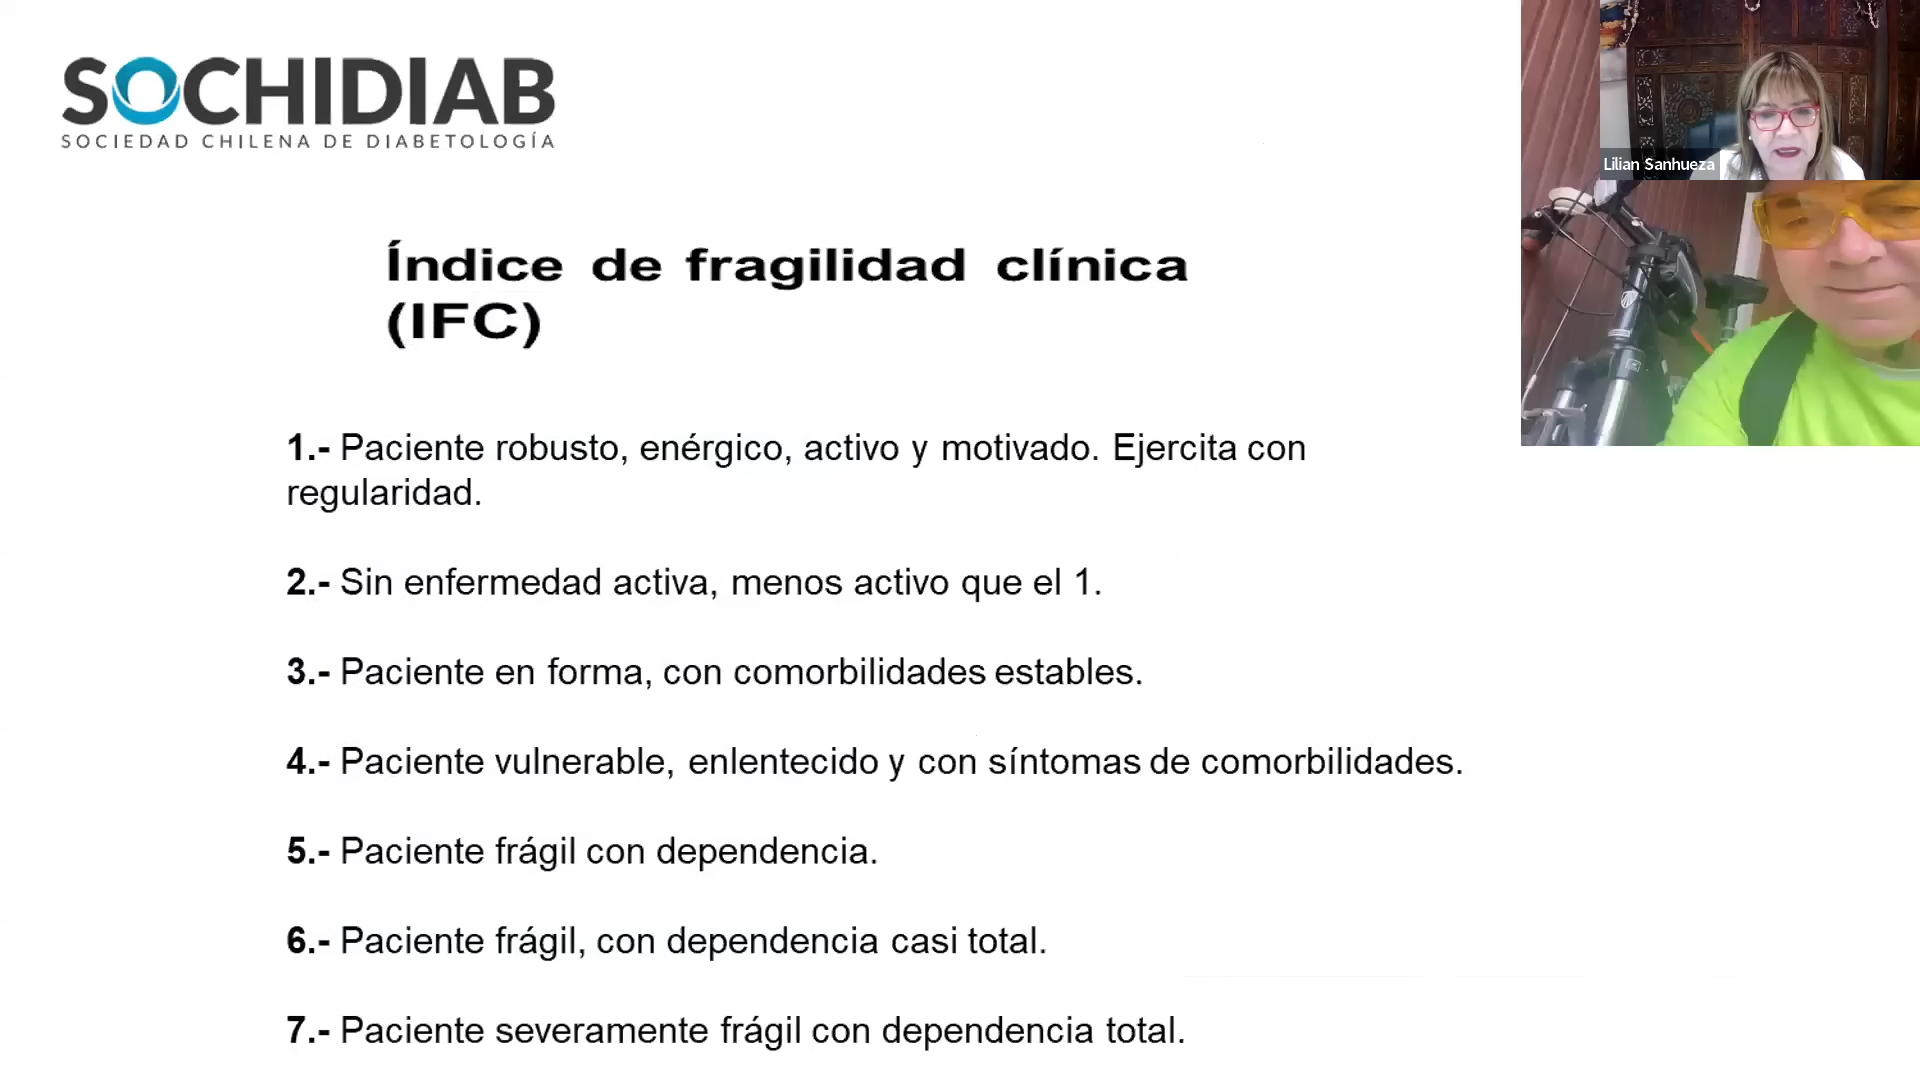 SOCHIDIAB
SOCIEDAD CHILENA DE DIABETOLOGÍA
Lilian Sanhueza
Índice de fragilidad clínica
(IFC)
1.- Paciente robusto, enérgico, activo y motivado. Ejercita con
regularidad.
2.- Sin enfermedad activa, menos activo que el 1.
3.- Paciente en forma, con comorbilidades estables.
4.- Paciente vulnerable, enlentecido y con síntomas de comorbilidades.
5.- Paciente frágil con dependencia.
6.- Paciente frágil, con dependencia casi total.
7.- Paciente severamente frágil con dependencia total.